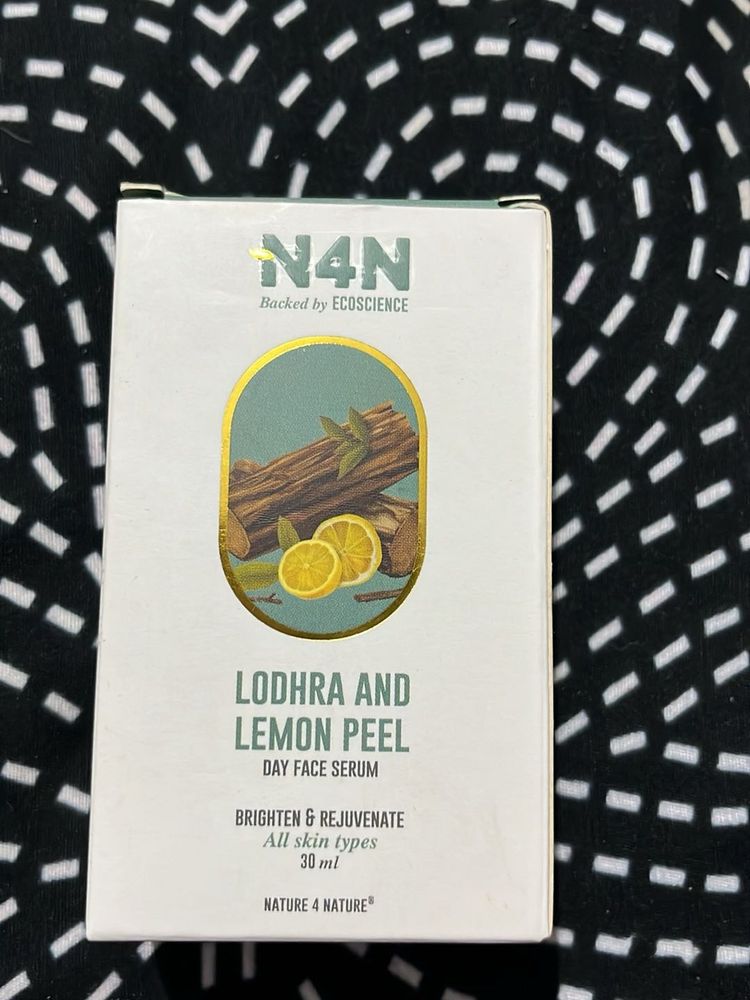 N4N
Backed by ECOSCIENCE
LODHRA AND
LEMON PEEL
DAY FACE SERUM
BRIGHTEN & REJUVENATE
All skin types
30 ml
NATURE 4 NATURE®